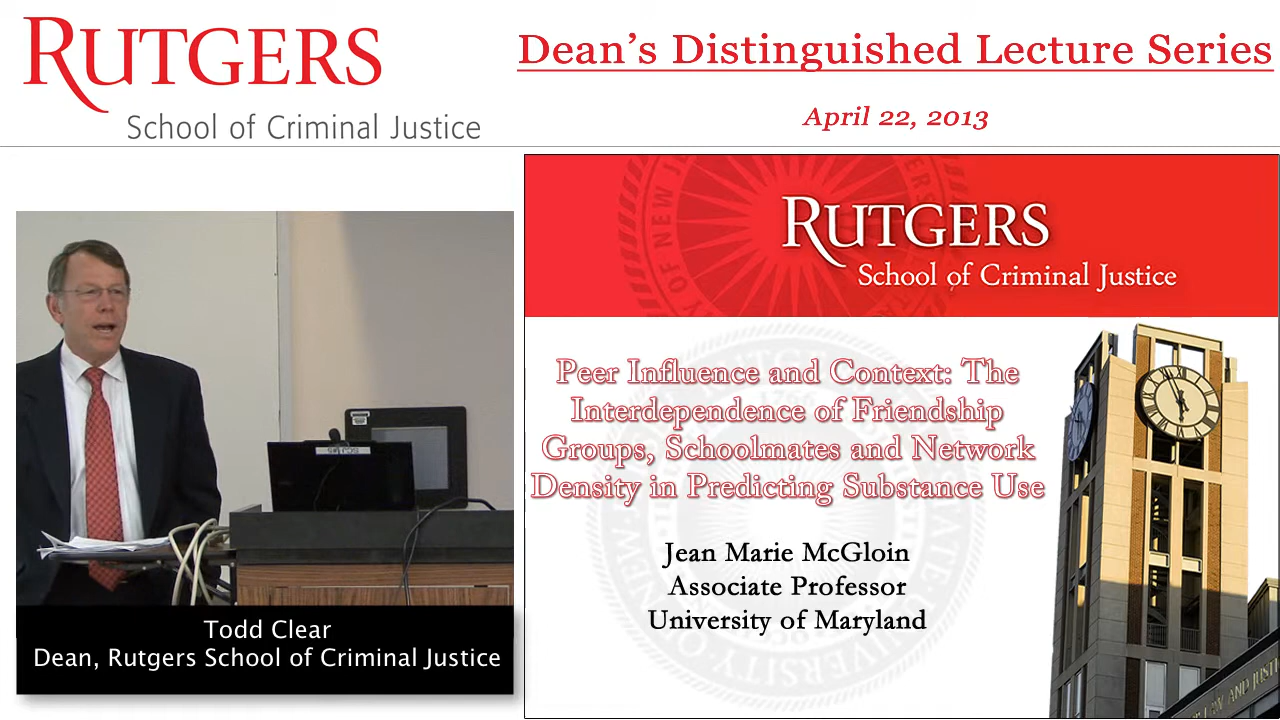 RUTGERS
School of Criminal Justice
Dean's Distinguished Lecture Series
April 22, 2013
RUTGERS
School of Criminal Justice
Peer Influence and Context: The
Interdependence of Friendship
Groups, Schoolmates and Network
Density in Predicting Substance Use
Jean Marie McGloin
Associate Professor
University of Maryland
Todd Clear
Dean, Rutgers School of Criminal Justice